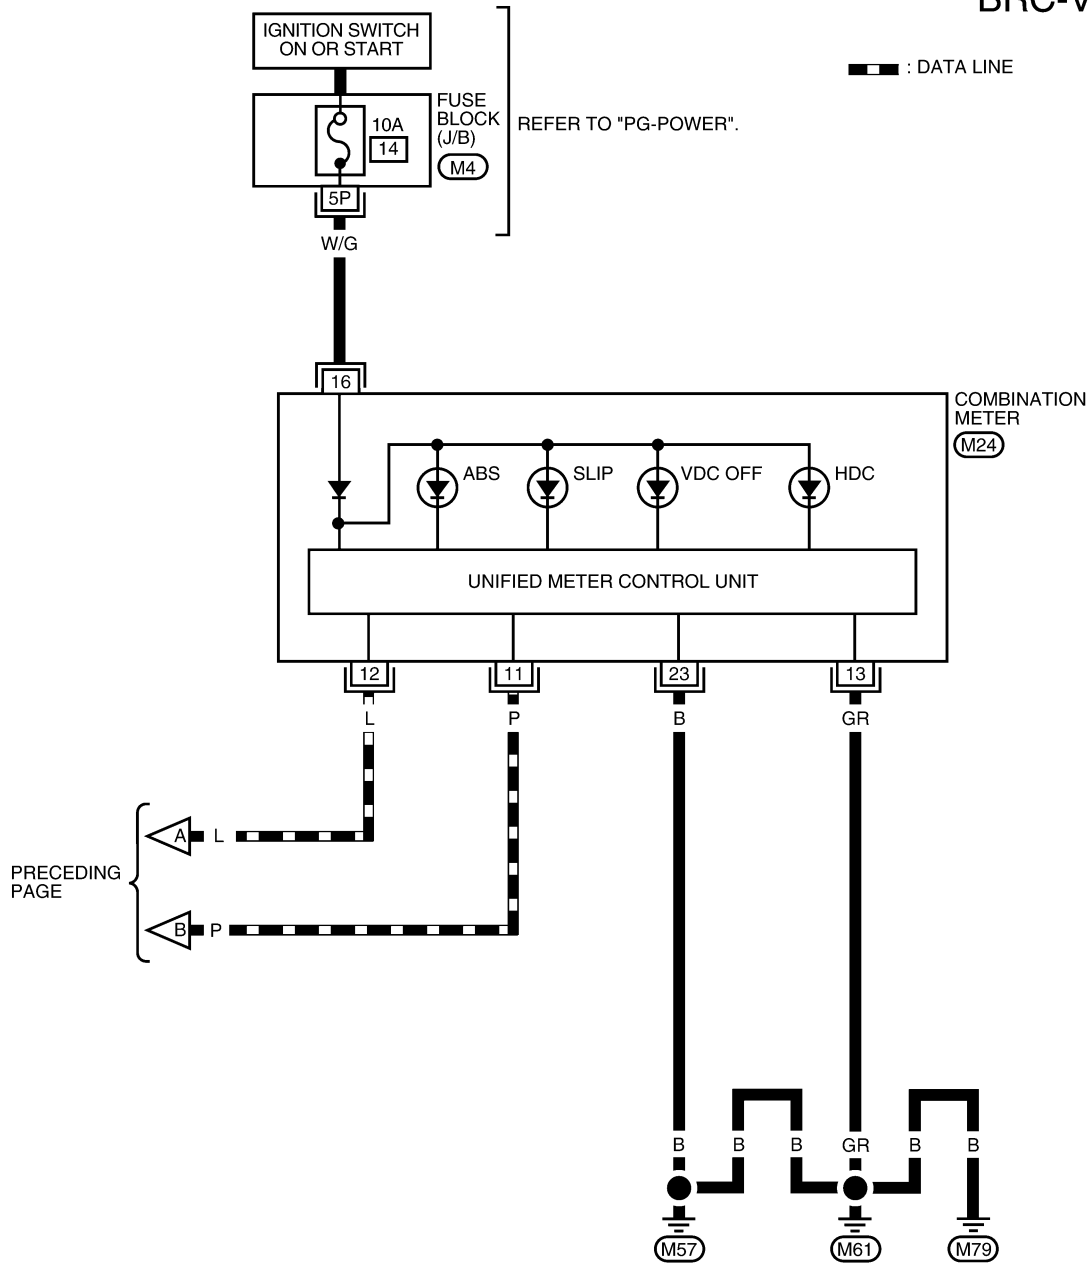 BRC-V
IGNITION SWITCH
ON OR START
: DATA LINE
FUSE
BLOCK
(J/B)
10A
14
M4
REFER TO "PG-POWER".
5P
W/G
16
COMBINATION
METER
M24
ABS
SLIP
VDC OFF
HDC
UNIFIED METER CONTROL UNIT
12
11
23
13
L
P
B
GR
A
L
PRECEDING
PAGE
B
P
B
B
B
GR
B
B
M57
M61
M79